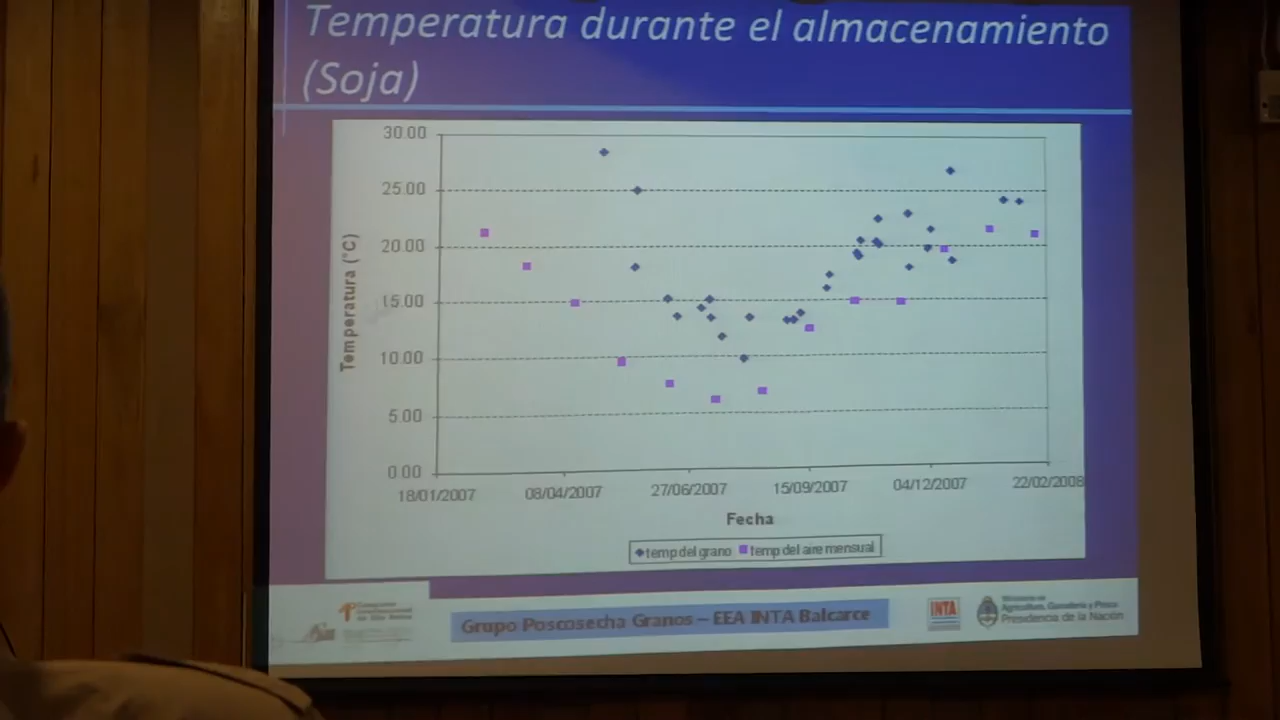 Temperatura durante el almacenamiento
(Soja)
30.00
25.00
20.00
15.00
10.00
5.00
0.00
Temperatura (°C)
18/01/2007 08/04/2007 27/06/2007 15/09/2007 04/12/2007 22/02/2008
Fecha
temp del grano temp del aire mensual
Grupo Poscosecha Granos – EEA INTA Balcarce
INTA
Ministerio de
Agricultura, Ganadería y Pesca
Presidencia de la Nación